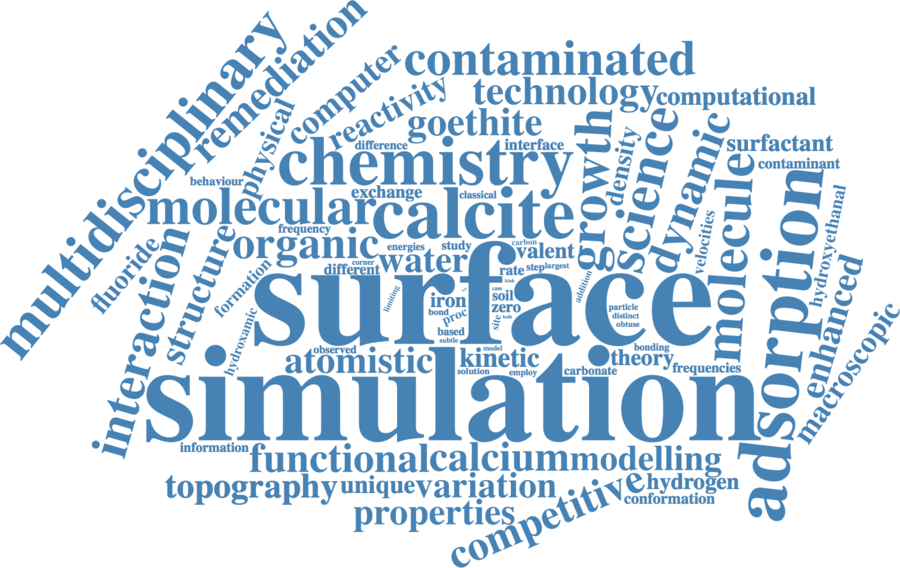 multidisciplinary
remediation
computer
contaminated
technology
computational
reactivity
goethite
physical
difference
interface
chemistry
growth
density
science
dynamic
surfactant
contaminant
behaviour
exchange
classical
molecular
calcite
molecule
adsorption
hydroxyethanal
fluoride
interaction
structure
frequency
organic
energies
study
carbon
valent
velocities
formation
corner
different
water
rate
step
largest
addition
surface
limiting
iron
bond
proc
case
kink
soil
zero
site
bulk
particle
distinct
obtuse
based
subtle
hydroxamic
observed
atomistic
model
kinetic
bonding
theory
solution
employ
carbonate
frequencies
enhanced
macroscopic
simulation
information
functional
calcium
modelling
topography
unique
variation
competitive
hydrogen
conformation
properties